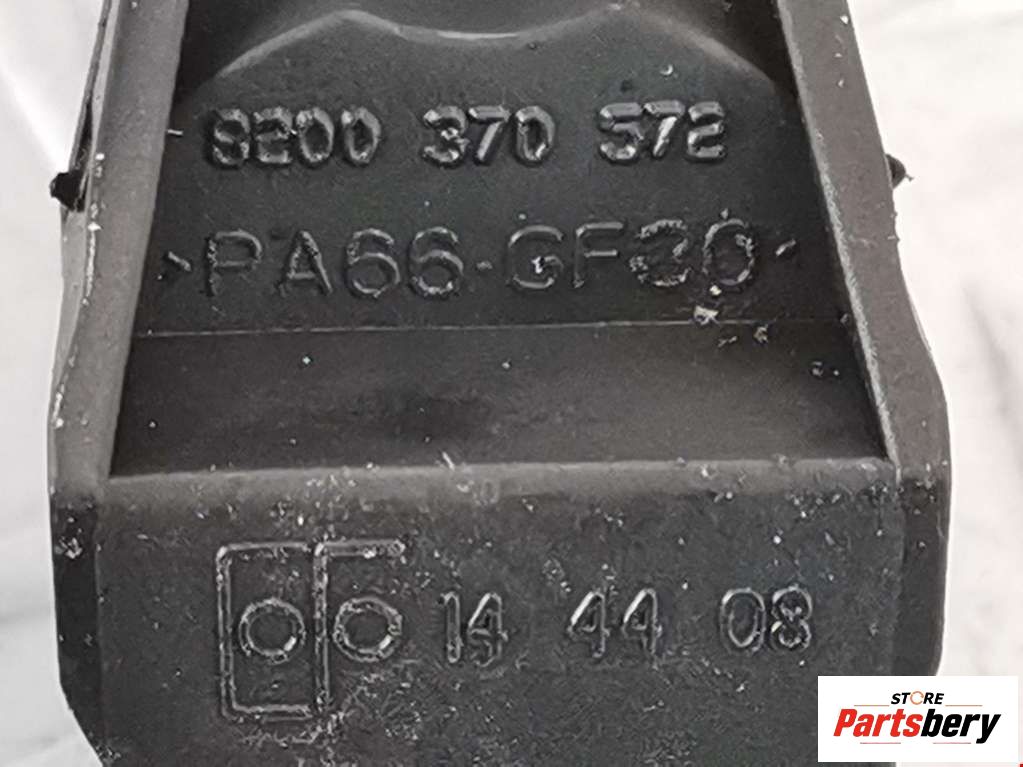 8200 370 572
>PA66-GF30<
14 44 08
STORE
Partsbery